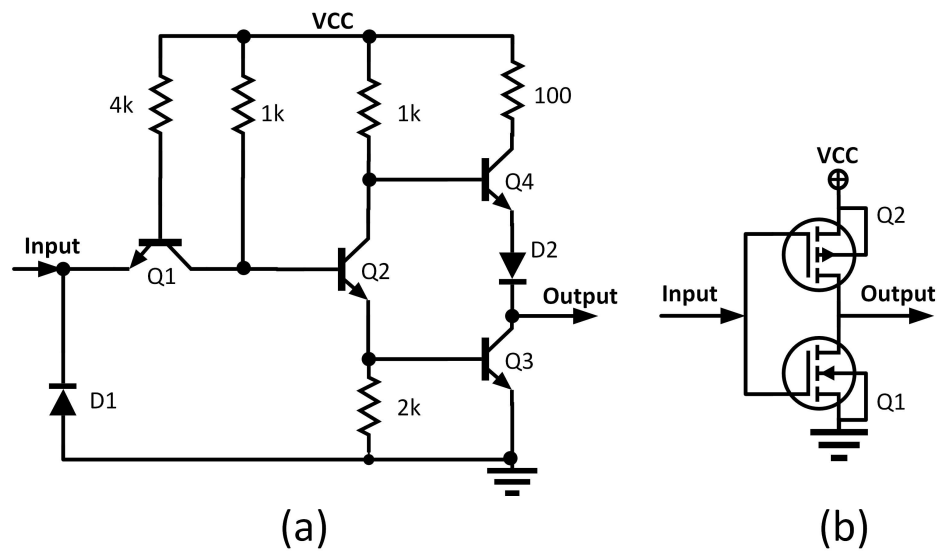 VCC
4k
1k
1k
100
Q4
Input
Q1
Q2
D2
Output
Q3
D1
2k
(a)
VCC
Q2
Input
Output
Q1
(b)